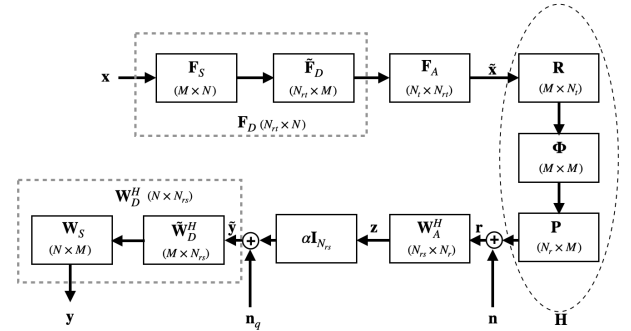 x
F_S
(M × N)
F̃_D
(N_rt × M)
F_D (N_rt × N)
F_A
(N_t × N_rt)
x̃
R
(M × N_t)
Φ
(M × M)
P
(N_r × M)
H
r
n
W_A^H
(N_rs × N_r)
z
αI_{N_rs}
n_q
ỹ
W_D^H (N × N_rs)
W̃_D^H
(M × N_rs)
W_S
(N × M)
y